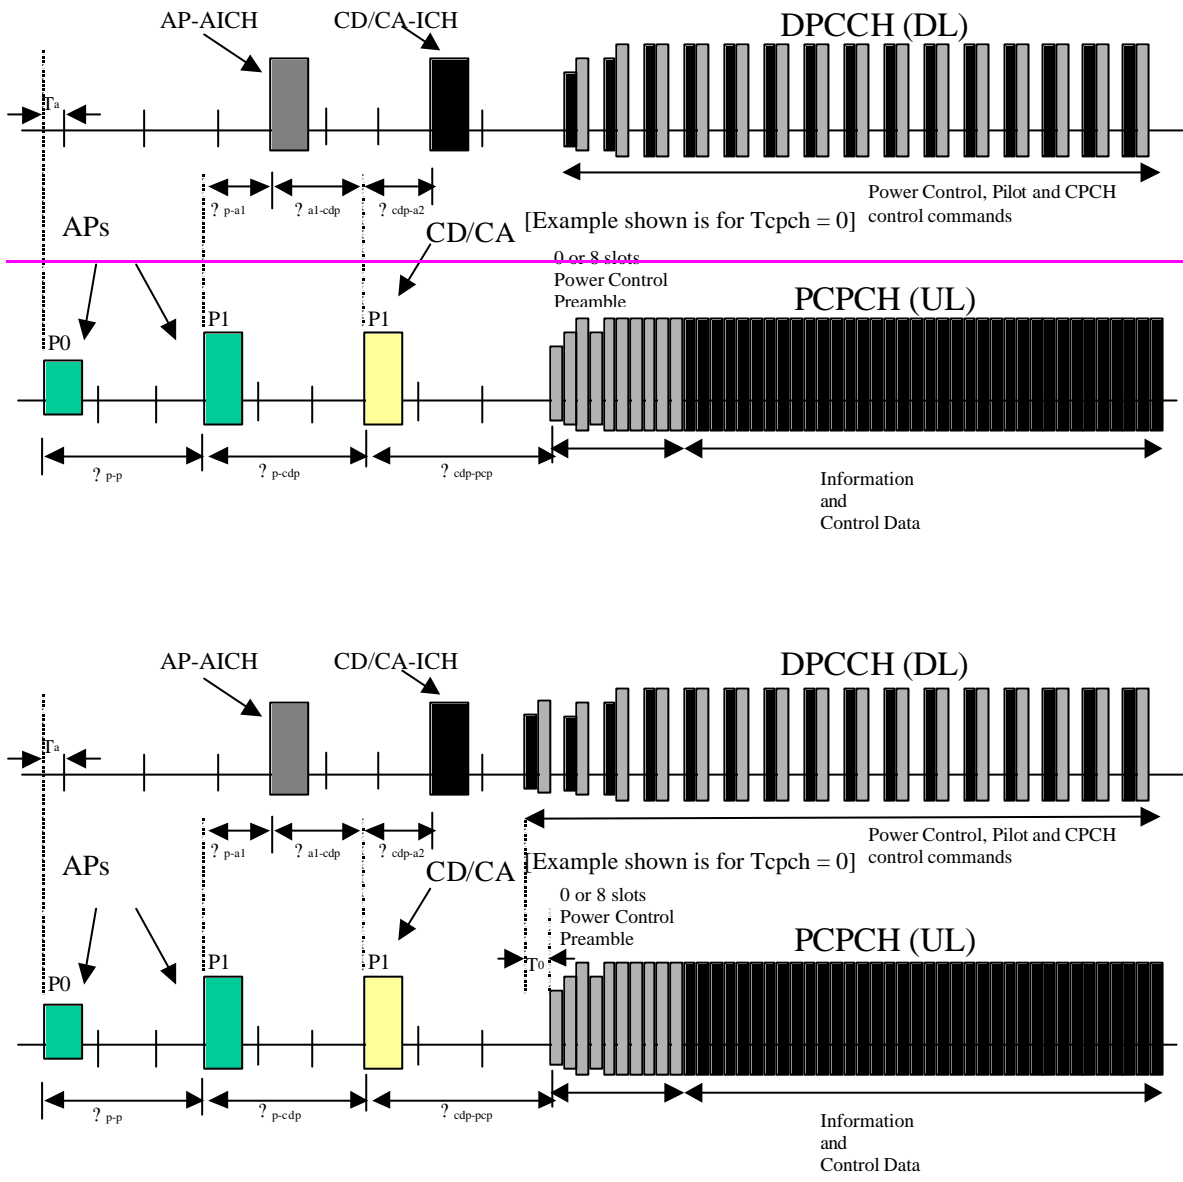 AP-AICH
CD/CA-ICH
DPCCH (DL)
Ta
? p-a1
? a1-cdp
? cdp-a2
Power Control, Pilot and CPCH
control commands
APs
CD/CA
[Example shown is for Tcpch = 0]
0 or 8 slots
Power Control
Preamble
PCPCH (UL)
P0
P1
P1
? p-p
? p-cdp
? cdp-pcp
Information
and
Control Data
AP-AICH
CD/CA-ICH
DPCCH (DL)
Ta
? p-a1
? a1-cdp
? cdp-a2
Power Control, Pilot and CPCH
control commands
APs
CD/CA
[Example shown is for Tcpch = 0]
0 or 8 slots
Power Control
Preamble
PCPCH (UL)
T0
P0
P1
P1
? p-p
? p-cdp
? cdp-pcp
Information
and
Control Data